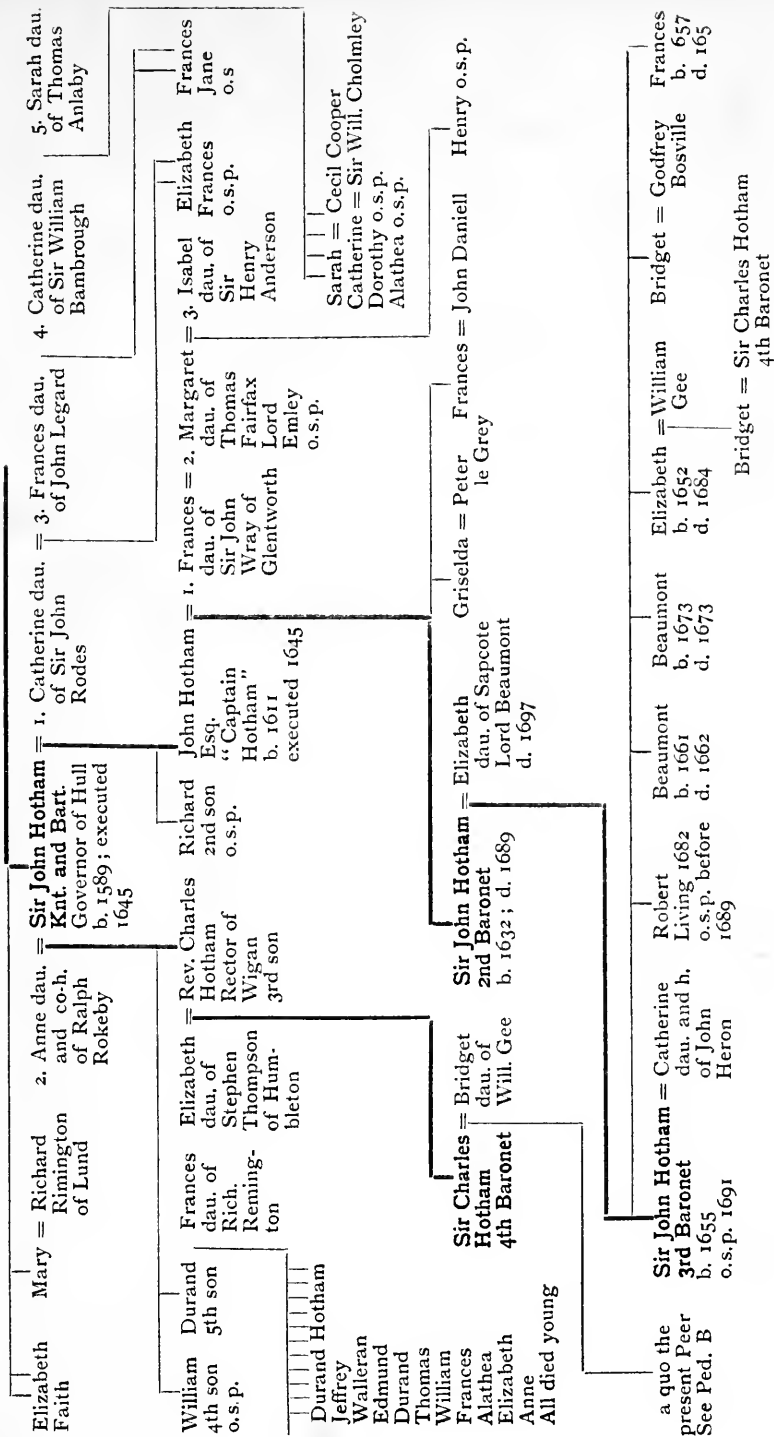 Elizabeth
Faith
Mary = Richard
Rimington
of Lund
2. Anne dau.
and co-h.
of Ralph
Rokeby
= Sir John Hotham =
Knt. and Bart.
Governor of Hull
b. 1589; executed
1645
1. Catherine dau.
of Sir John
Rodes
= 3. Frances dau.
of John Legard
4. Catherine dau.
of Sir William
Bambrough
5. Sarah dau.
of Thomas
Anlaby
William
4th son
o.s.p.
Durand
5th son
Frances
dau. of
Rich.
Reming-
ton
Elizabeth
dau. of
Stephen
Thompson
of Hum-
bleton
= Rev. Charles
Hotham
Rector of
Wigan
3rd son
Richard
2nd son
o.s.p.
John Hotham =
Esq.
"Captain
Hotham"
b. 1611
executed 1645
1. Frances =
dau. of
Sir John
Wray of
Glentworth
2. Margaret =
dau. of
Thomas
Fairfax
Lord
Emley
o.s.p.
3. Isabel
dau. of
Sir
Henry
Anderson
Elizabeth
Frances
o.s.p.
Frances
Jane
o.s
Sarah = Cecil Cooper
Catherine = Sir Will. Cholmley
Dorothy o.s.p.
Alathea o.s.p.
Durand Hotham
Jeffrey
Walleran
Edmund
Durand
Thomas
William
Frances
Alathea
Elizabeth
Anne
All died young
Sir Charles = Bridget
Hotham
4th Baronet
dau. of
Will. Gee
Sir John Hotham = Elizabeth
2nd Baronet
b. 1632; d. 1689
dau. of Sapcote
Lord Beaumont
d. 1697
Griselda = Peter
le Grey
Frances = John Daniell
Henry o.s.p.
a quo the
present Peer
See Ped. B
Sir John Hotham = Catherine
3rd Baronet
b. 1655
o.s.p. 1691
dau. and h.
of John
Heron
Robert
Living 1682
o.s.p. before
1689
Beaumont
b. 1661
d. 1662
Beaumont
b. 1673
d. 1673
Elizabeth = William
b. 1652
d. 1684
Gee
Bridget = Godfrey
Bosville
Frances
b. 657
d. 165
Bridget = Sir Charles Hotham
4th Baronet